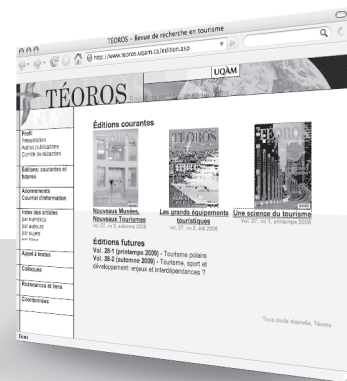 TÉOROS – Revue de recherche en tourisme
http://www.teoros.uqam.ca/edition.asp
UQÀM
TÉOROS
Profil
Présentation
Autres publications
Comité de rédaction
Éditions: courantes et
futures
Abonnements
Courriel d'information
Index des articles
par numéros
par auteurs
par sujets
Appel à textes
Colloques
Ressources et liens
Coordonnées
Éditions courantes
TÉOROS
TÉOROS
TÉOROS
Nouveaux Musées,
Nouveaux Tourismes
vol. 27, no 3, automne 2008
Les grands équipements
touristiques
vol. 27, no 2, été 2008
Une science du tourisme
Vol. 27, no 1, printemps 2008
Éditions futures
Vol. 28-1 (printemps 2009) - Tourisme polaire
Vol. 28-2 (automne 2009) - Tourisme, sport et
développement: enjeux et interdépendances ?
Tous droits réservés, Téoros